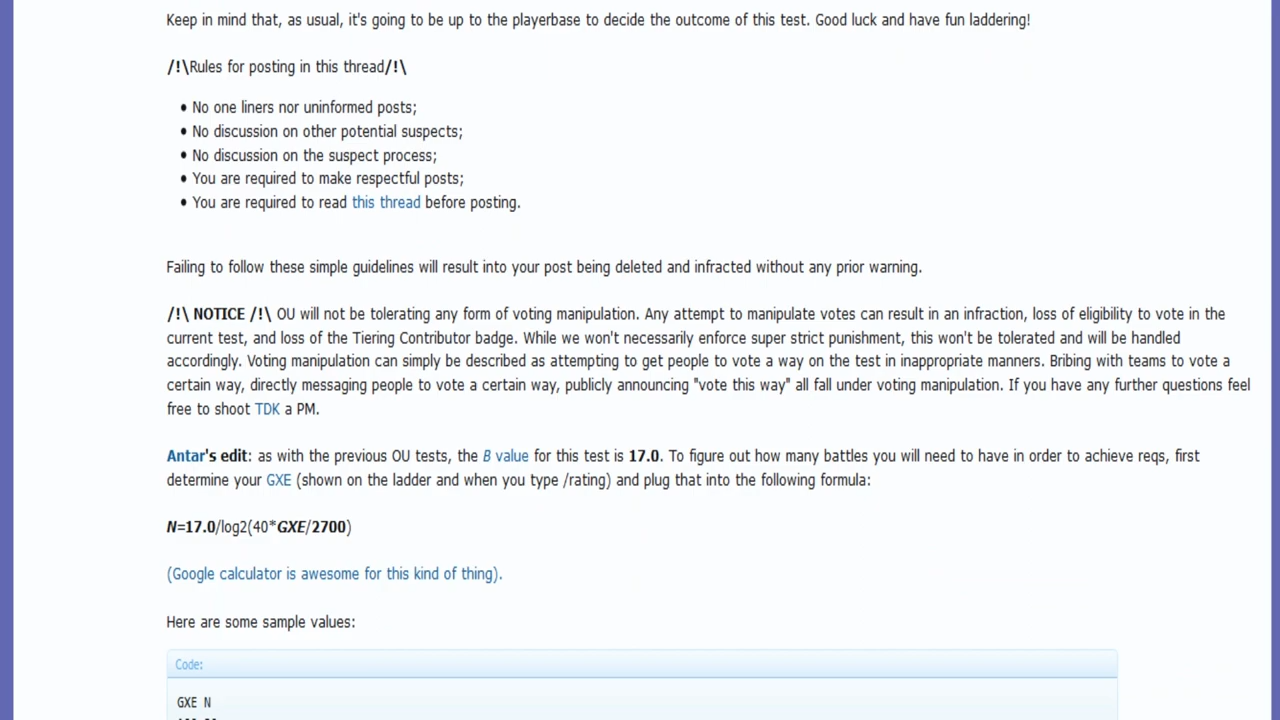 Keep in mind that, as usual, it's going to be up to the playerbase to decide the outcome of this test. Good luck and have fun laddering!
/!\Rules for posting in this thread/!\
• No one liners nor uninformed posts;
• No discussion on other potential suspects;
• No discussion on the suspect process;
• You are required to make respectful posts;
• You are required to read this thread before posting.
Failing to follow these simple guidelines will result into your post being deleted and infracted without any prior warning.
/!\ NOTICE /!\ OU will not be tolerating any form of voting manipulation. Any attempt to manipulate votes can result in an infraction, loss of eligibility to vote in the
current test, and loss of the Tiering Contributor badge. While we won't necessarily enforce super strict punishment, this won't be tolerated and will be handled
accordingly. Voting manipulation can simply be described as attempting to get people to vote a way on the test in inappropriate manners. Bribing with teams to vote a
certain way, directly messaging people to vote a certain way, publicly announcing "vote this way" all fall under voting manipulation. If you have any further questions feel
free to shoot TDK a PM.
Antar's edit: as with the previous OU tests, the B value for this test is 17.0. To figure out how many battles you will need to have in order to achieve reqs, first
determine your GXE (shown on the ladder and when you type /rating) and plug that into the following formula:
N=17.0/log2(40*GXE/2700)
(Google calculator is awesome for this kind of thing).
Here are some sample values:
Code:
GXE N